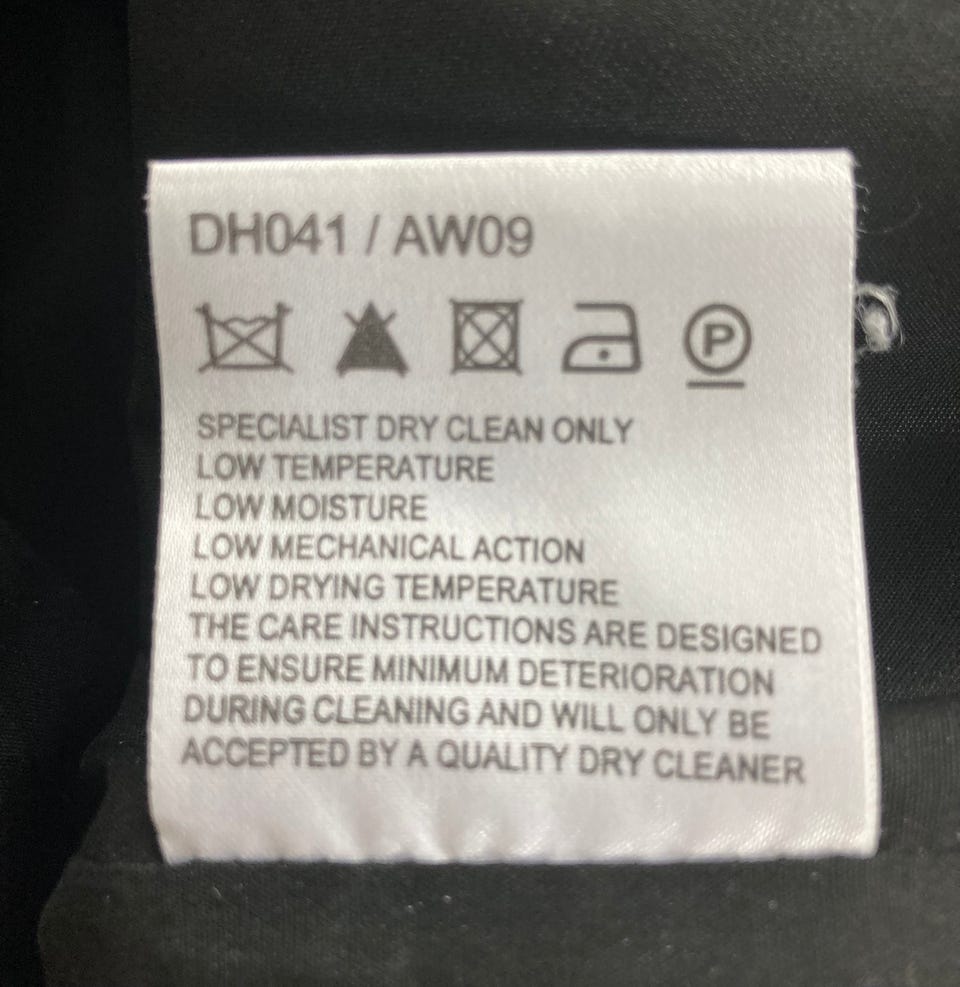 DH041 / AW09
P
SPECIALIST DRY CLEAN ONLY
LOW TEMPERATURE
LOW MOISTURE
LOW MECHANICAL ACTION
LOW DRYING TEMPERATURE
THE CARE INSTRUCTIONS ARE DESIGNED
TO ENSURE MINIMUM DETERIORATION
DURING CLEANING AND WILL ONLY BE
ACCEPTED BY A QUALITY DRY CLEANER